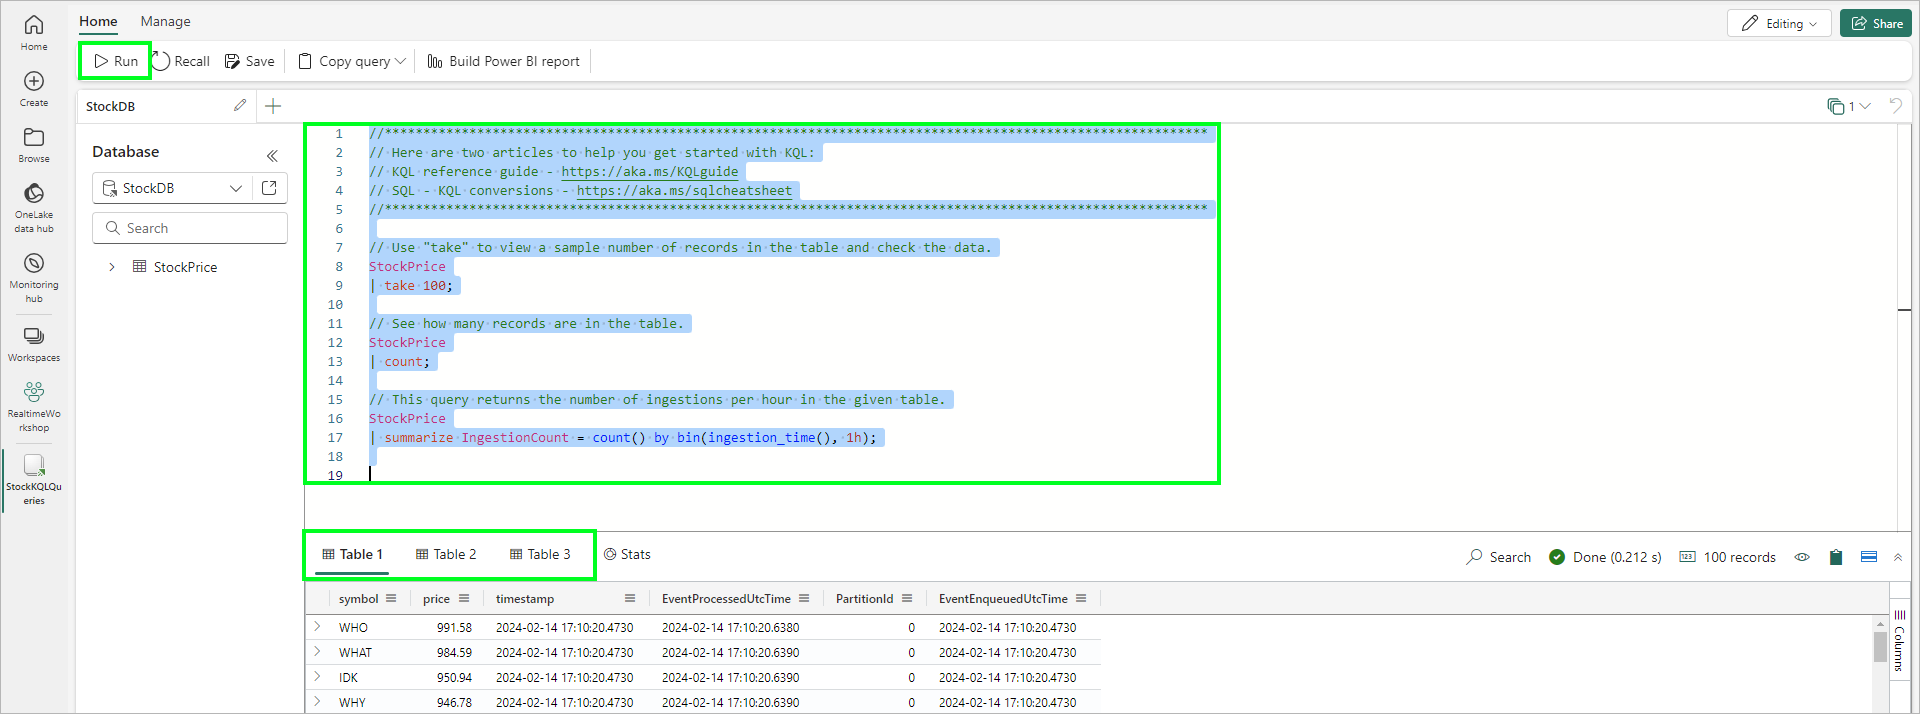 Home Manage
Editing Share
Run Recall Save Copy query Build Power BI report
Home
Create
Browse
OneLake
data hub
Monitoring
hub
Workspaces
RealtimeWo
rkshop
StockKQLQu
eries
StockDB
1
Database
StockDB
Search
StockPrice
1 //***********************************************************************************************************
2 // Here are two articles to help you get started with KQL:
3 // KQL reference guide - https://aka.ms/KQLguide
4 // SQL - KQL conversions - https://aka.ms/sqlcheatsheet
5 //***********************************************************************************************************
6
7 // Use "take" to view a sample number of records in the table and check the data.
8 StockPrice
9 | take 100;
10
11 // See how many records are in the table.
12 StockPrice
13 | count;
14
15 // This query returns the number of ingestions per hour in the given table.
16 StockPrice
17 | summarize IngestionCount = count() by bin(ingestion_time(), 1h);
18
19
Table 1 Table 2 Table 3 Stats
Search Done (0.212 s) 123 100 records
symbol price timestamp EventProcessedUtcTime PartitionId EventEnqueuedUtcTime
WHO 991.58 2024-02-14 17:10:20.4730 2024-02-14 17:10:20.6380 0 2024-02-14 17:10:20.4730
WHAT 984.59 2024-02-14 17:10:20.4730 2024-02-14 17:10:20.6390 0 2024-02-14 17:10:20.4730
IDK 950.94 2024-02-14 17:10:20.4730 2024-02-14 17:10:20.6390 0 2024-02-14 17:10:20.4730
WHY 946.78 2024-02-14 17:10:20.4730 2024-02-14 17:10:20.6390 0 2024-02-14 17:10:20.4730
Columns